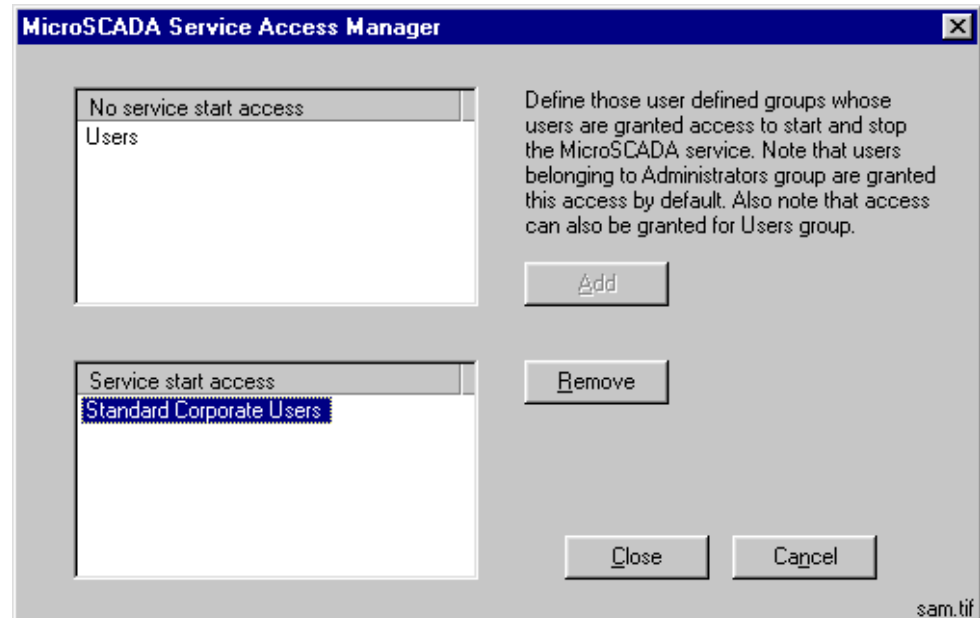 MicroSCADA Service Access Manager
No service start access
Users
Define those user defined groups whose
users are granted access to start and stop
the MicroSCADA service. Note that users
belonging to Administrators group are granted
this access by default. Also note that access
can also be granted for Users group.
Add
Service start access
Standard Corporate Users
Remove
Close
Cancel
sam.tif